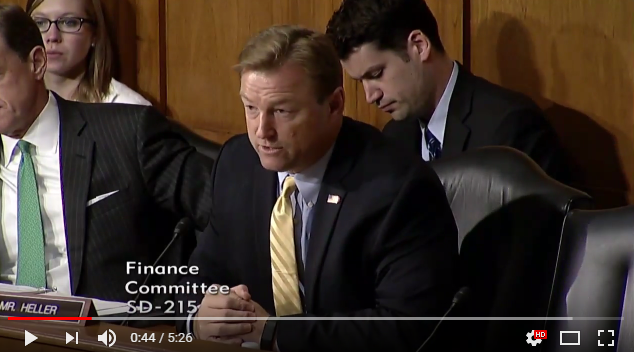 Finance
Committee
SD-215
MR. HELLER
0:44 / 5:26
HD